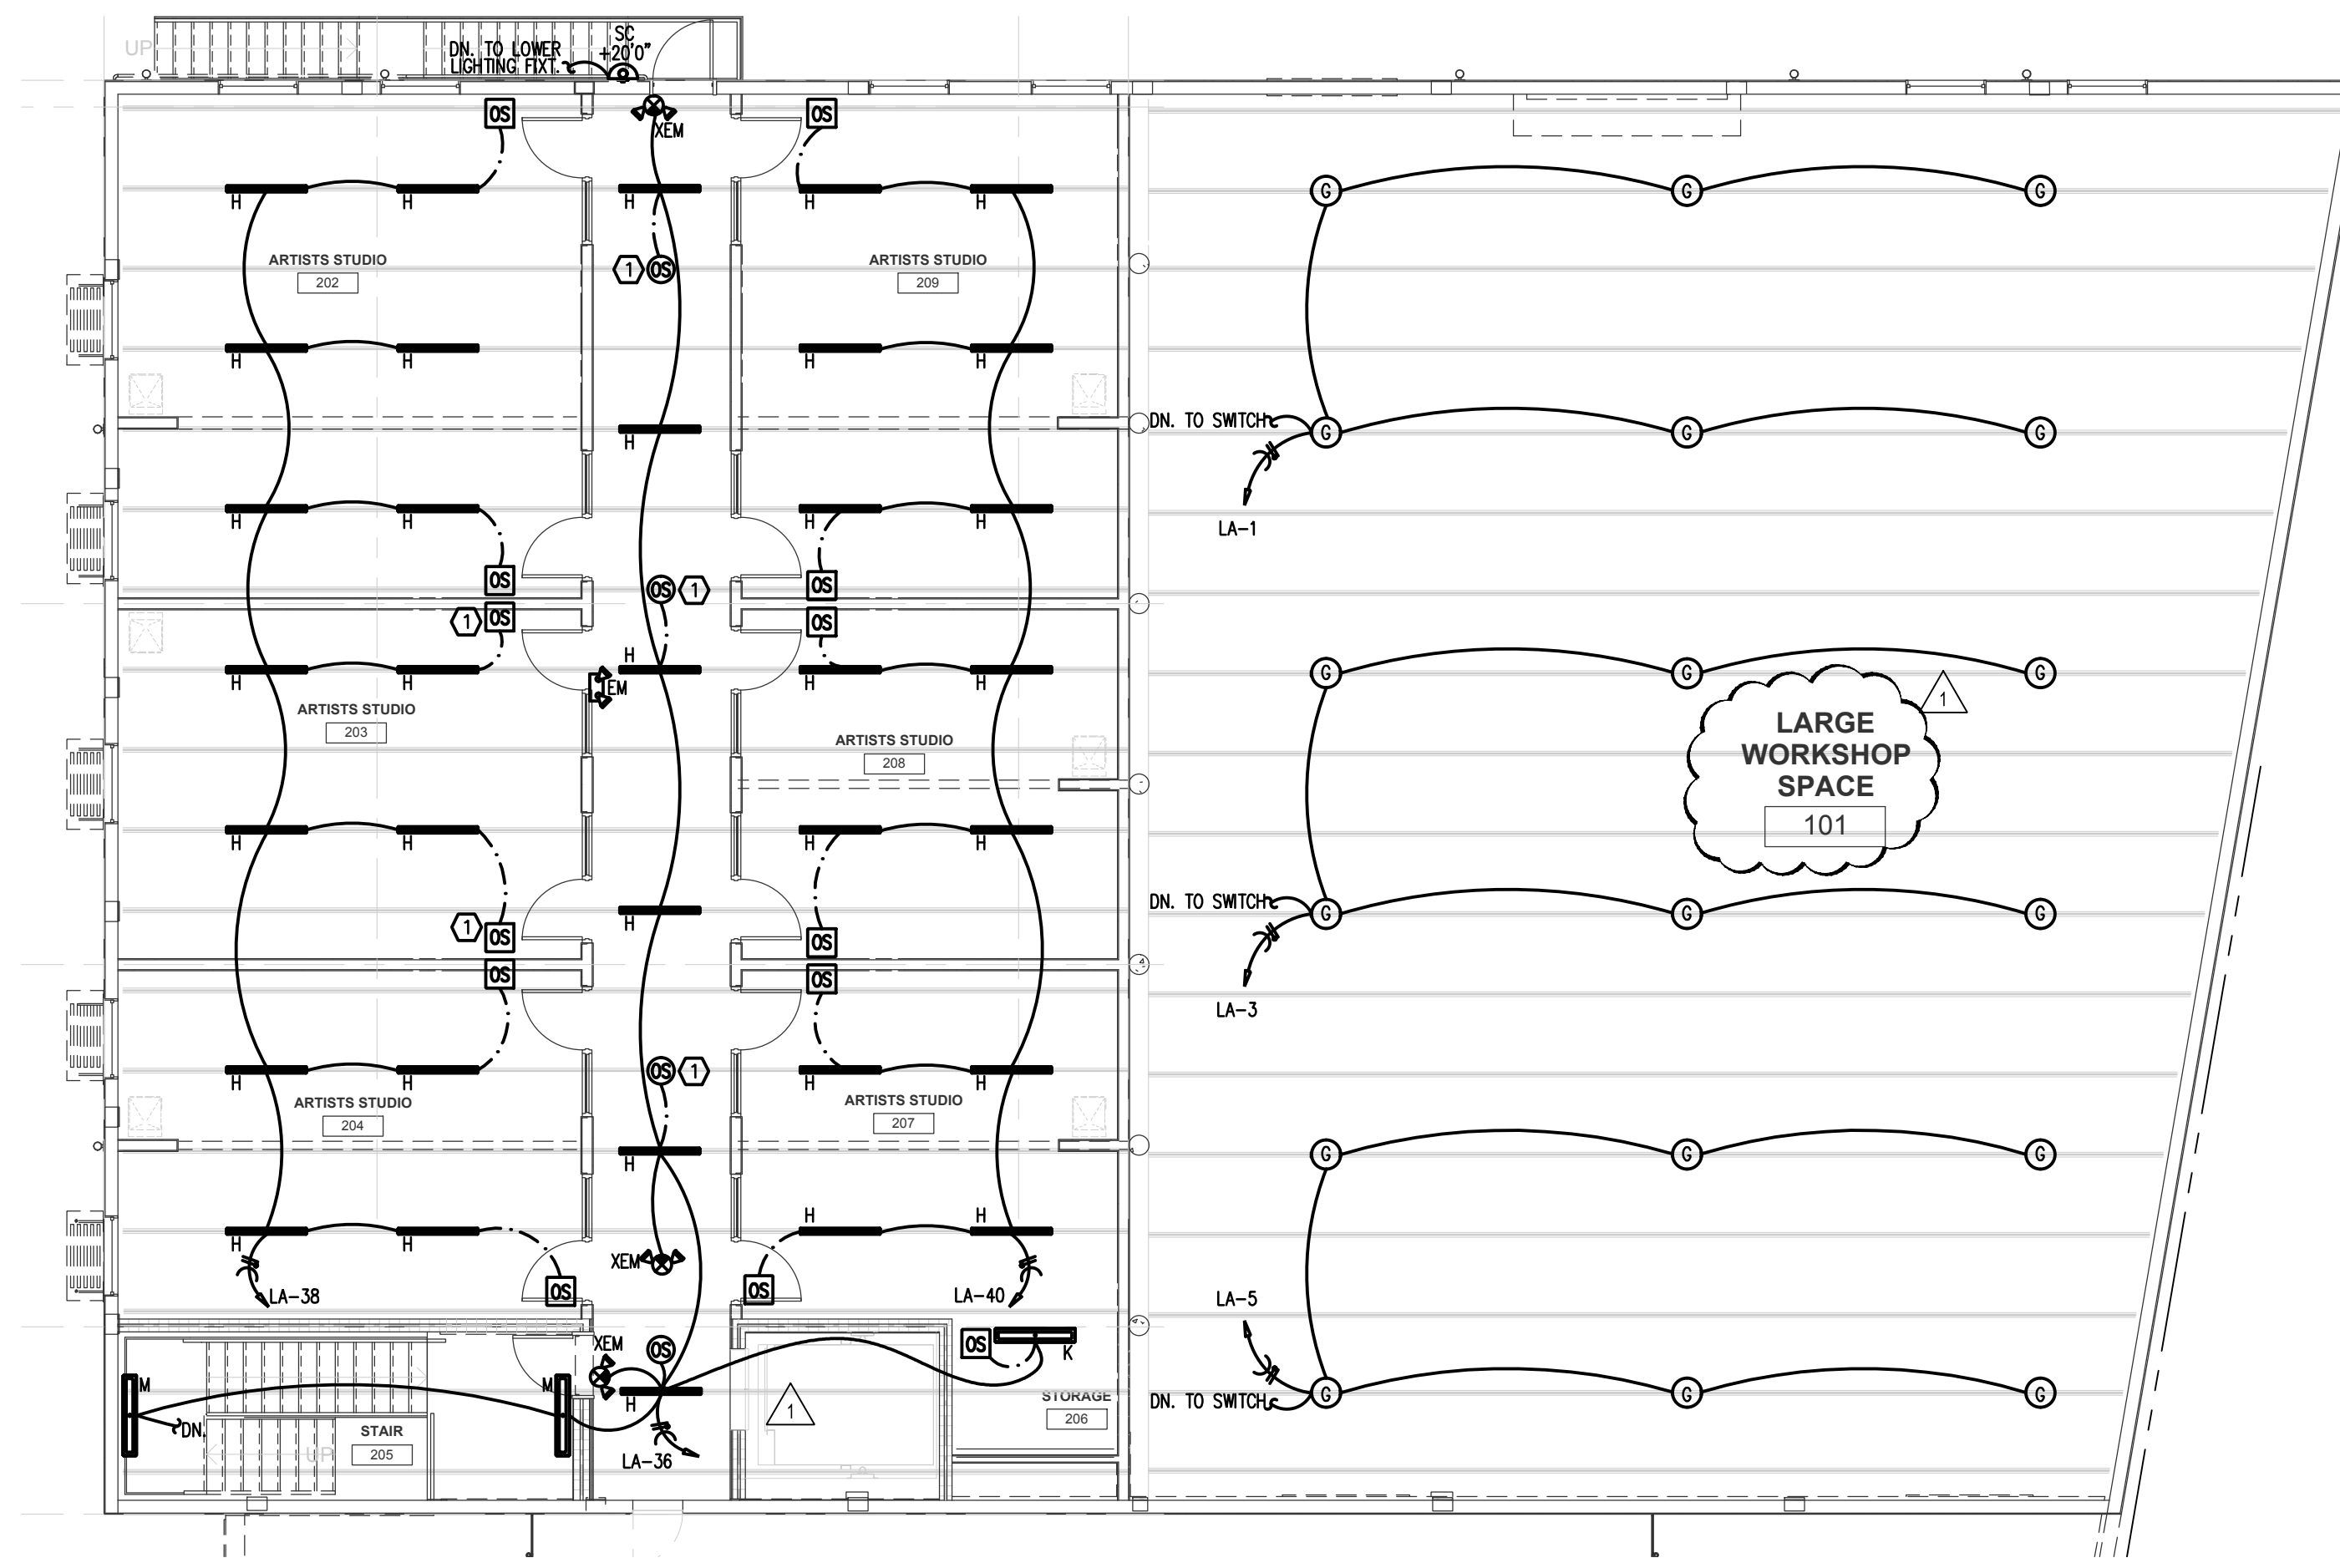 UP
DN. TO LOWER
LIGHTING FIXT.
SC
+20'0"
OS
XEM
OS
H
H
H
H
H
G
G
G
ARTISTS STUDIO
202
1
OS
ARTISTS STUDIO
209
H
H
H
H
DN. TO SWITCH
H
G
G
G
LA-1
H
H
H
H
OS
OS
1
OS
1
OS
OS
H
H
H
EM
H
H
G
G
G
ARTISTS STUDIO
203
ARTISTS STUDIO
208
1
LARGE
WORKSHOP
SPACE
101
H
H
H
H
1
OS
H
OS
DN. TO SWITCH
G
G
G
LA-3
OS
OS
H
H
OS
1
H
H
ARTISTS STUDIO
204
ARTISTS STUDIO
207
H
G
G
G
H
H
H
H
XEM
OS
OS
LA-38
LA-40
LA-5
XEM
OS
OS
K
M
M
H
DN.
STAIR
205
UP
1
STORAGE
206
LA-36
DN. TO SWITCH
G
G
G